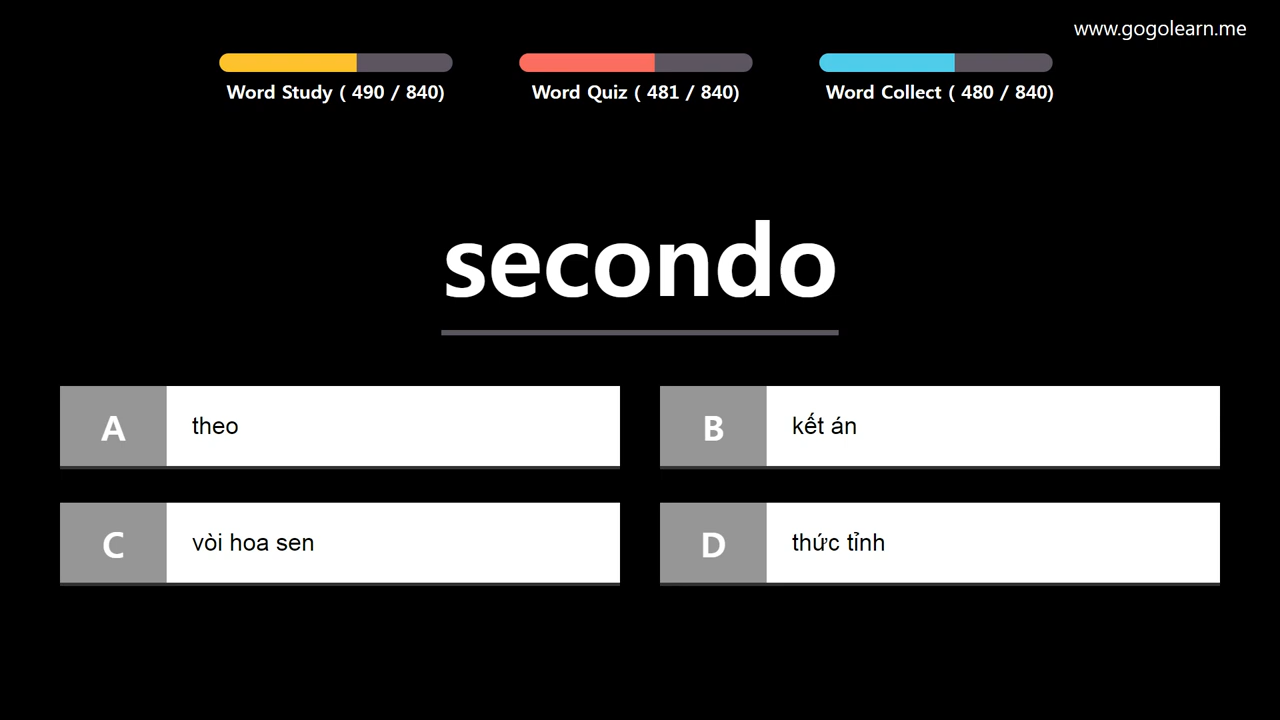 www.gogolearn.me
Word Study ( 490 / 840)
Word Quiz ( 481 / 840)
Word Collect ( 480 / 840)
secondo
A theo
B kết án
C vòi hoa sen
D thức tỉnh